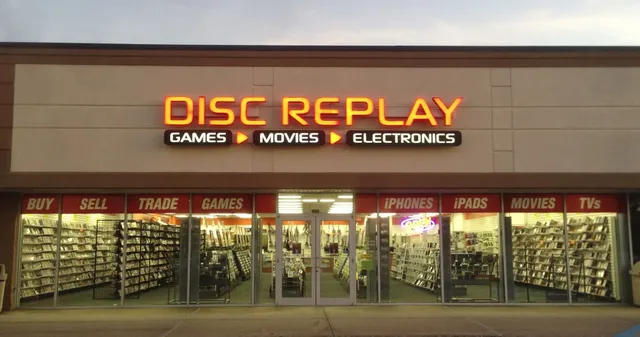 DISC REPLAY
GAMES MOVIES ELECTRONICS
BUY SELL TRADE GAMES iPHONES iPADS MOVIES TVs